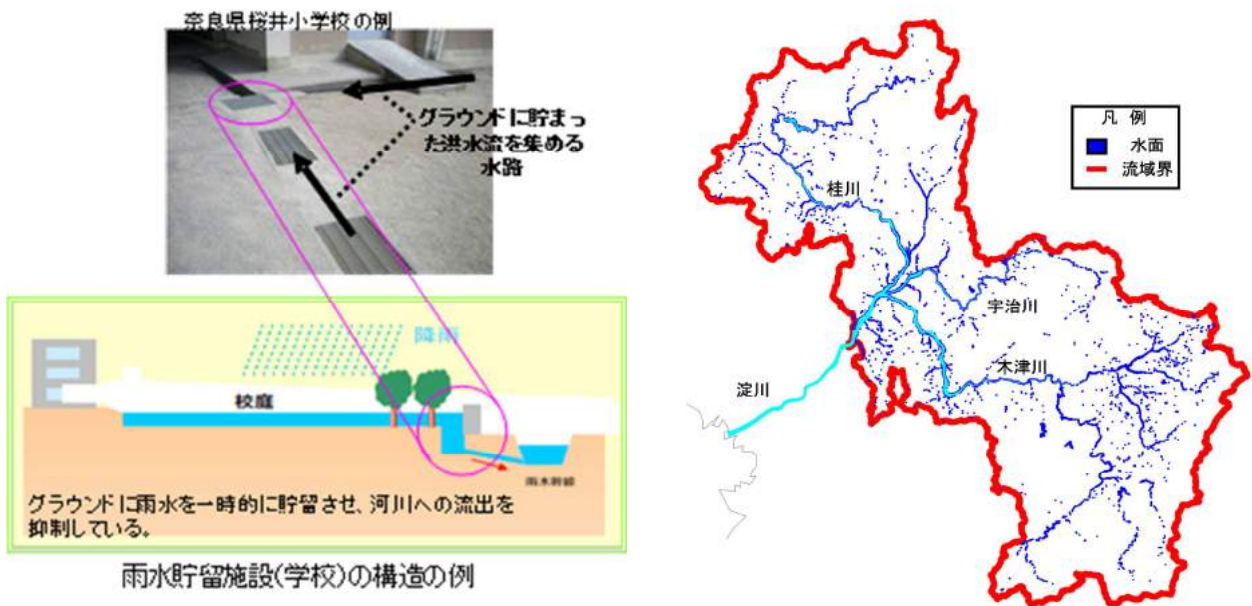 奈良県桜井小学校の例
グラウンドに貯まっ
た洪水流を集める
水路
降雨
校庭
雨水幹線
グラウンドに雨水を一時的に貯留させ、河川への流出を
抑制している。
雨水貯留施設(学校)の構造の例
凡 例
水面
流域界
桂川
宇治川
木津川
淀川